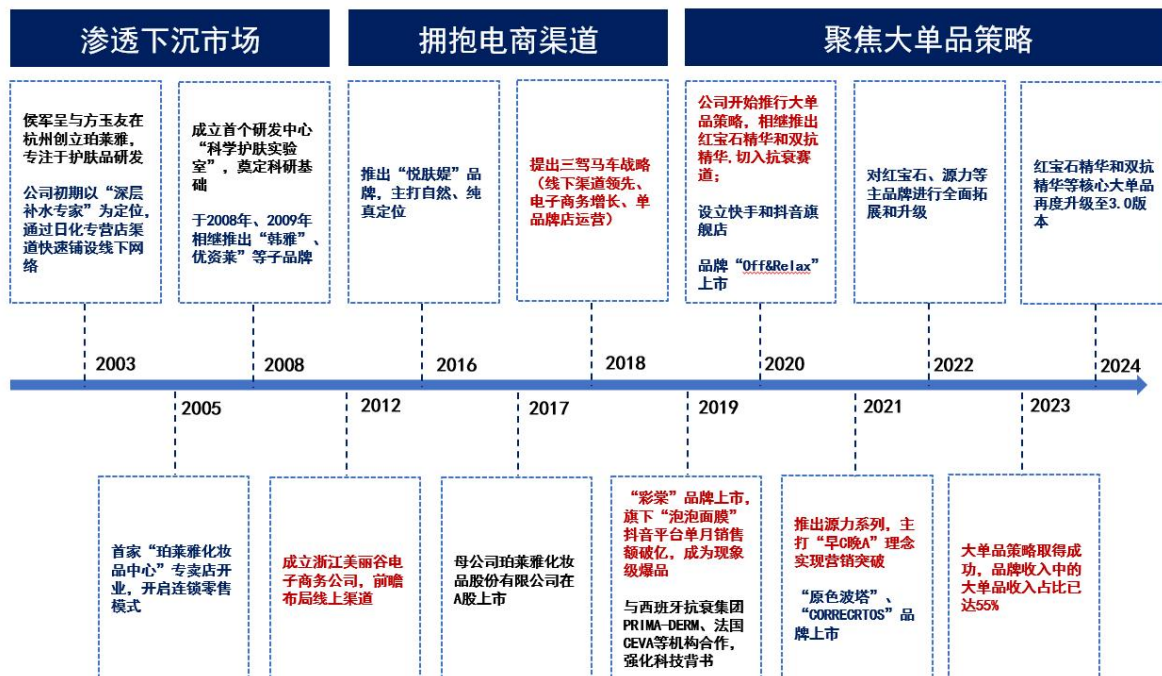 渗透下沉市场
拥抱电商渠道
聚焦大单品策略
侯军呈与方玉友在
杭州创立珀莱雅，
专注于护肤品研发
公司初期以“深层
补水专家”为定位，
通过日化专营店渠
道快速铺设线下网
络
成立首个研发中心
“科学护肤实验
室”，奠定科研基
础
于2008年、2009年
相继推出“韩雅”、
优资莱”等子品牌
推出“悦肤媞”品
牌，主打自然、纯
真定位
提出三驾马车战略
（线下渠道领先、
电子商务增长、单
品牌店运营）
公司开始推行大单
品策略，相继推出
红宝石精华和双抗
精华，切入抗衰赛
道；
设立快手和抖音旗
舰店
品牌“Off&Relax”
上市
对红宝石、源力等
主品牌进行全面拓
展和升级
红宝石精华和双抗
精华等核心大单品
再度升级至3.0版
本
2003
2008
2016
2018
2020
2022
2024
2005
2012
2017
2019
2021
2023
首家“珀莱雅化妆
品中心”专卖店开
业，开启连锁零售
模式
成立浙江美丽谷电
子商务公司，前瞻
布局线上渠道
母公司珀莱雅化妆
品股份有限公司在
A股上市
“彩棠”品牌上市，
旗下“泡泡面膜”
抖音平台单月销售
额破亿，成为现象
级爆品
与西班牙抗衰集团
PRIMA-DERM、法国
CEVA等机构合作，
强化科技背书
推出源力系列，主
打“早C晚A”理念
实现营销突破
“原色波塔”、
“CORRECRTOS”品
牌上市
大单品策略取得成
功，品牌收入中的
大单品收入占比已
达55%